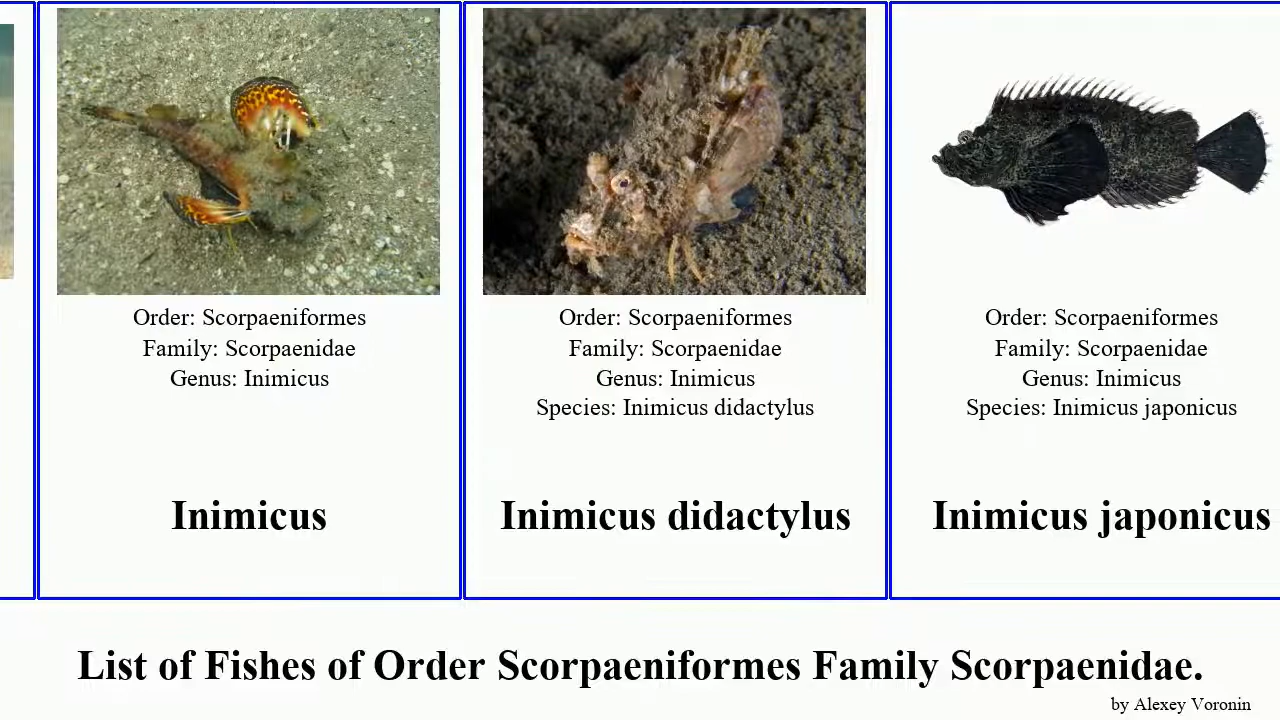 Order: Scorpaeniformes
Family: Scorpaenidae
Genus: Inimicus
Inimicus
Order: Scorpaeniformes
Family: Scorpaenidae
Genus: Inimicus
Species: Inimicus didactylus
Inimicus didactylus
Order: Scorpaeniformes
Family: Scorpaenidae
Genus: Inimicus
Species: Inimicus japonicus
Inimicus japonicus
List of Fishes of Order Scorpaeniformes Family Scorpaenidae.
by Alexey Voronin